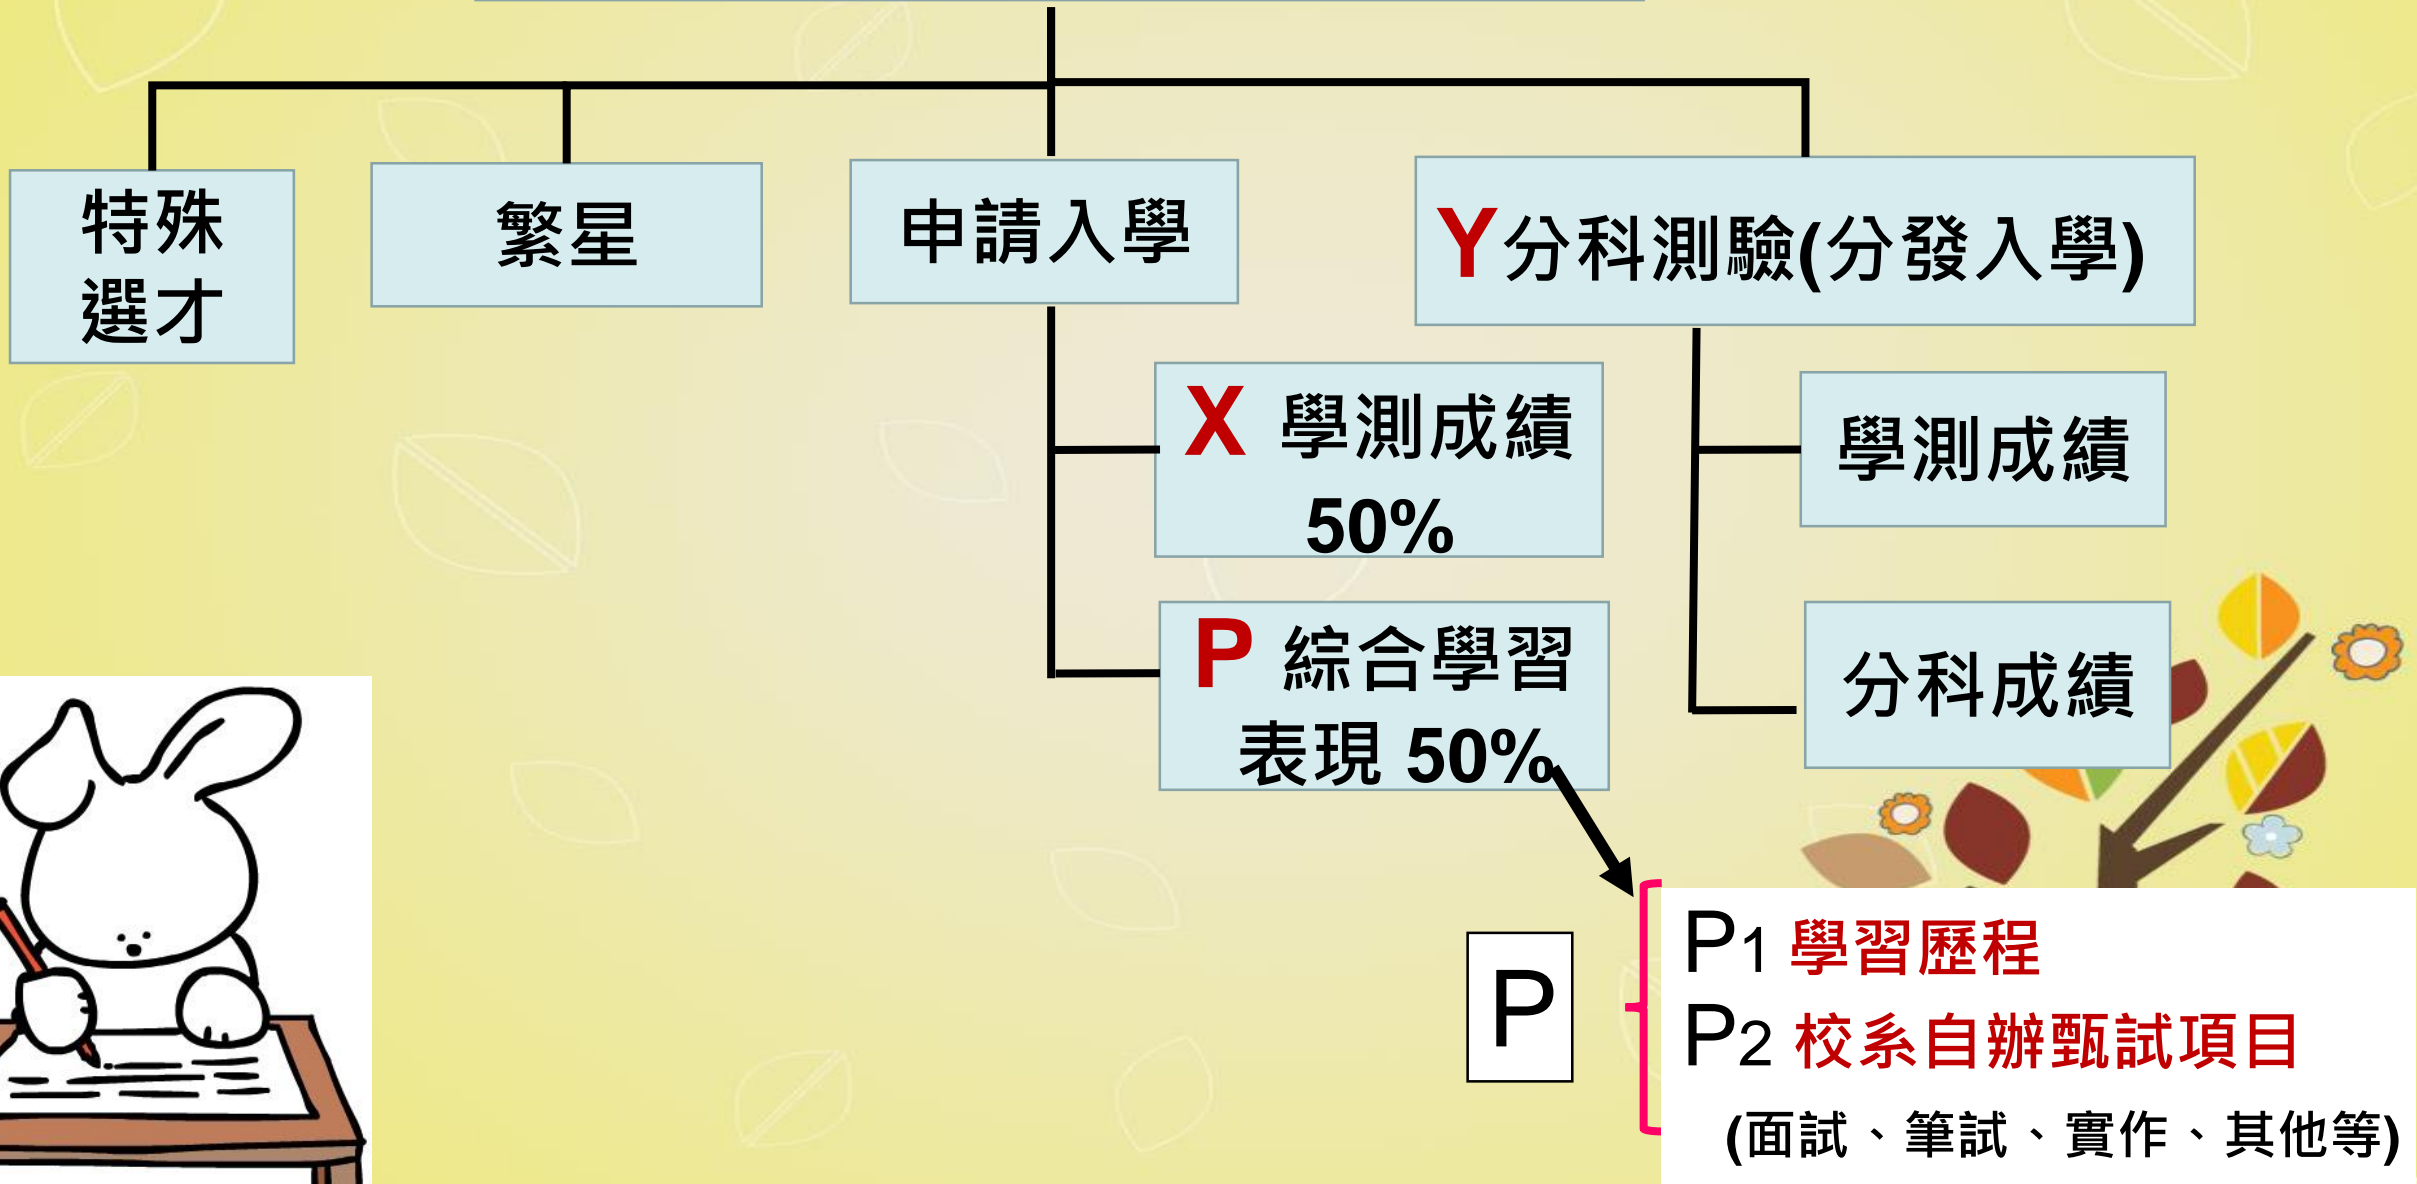 特殊
選才
繁星
申請入學
Y分科測驗(分發入學)
X 學測成績
50%
P 綜合學習
表現 50%
學測成績
分科成績
P
P1 學習歷程
P2 校系自辦甄試項目
(面試、筆試、實作、其他等)